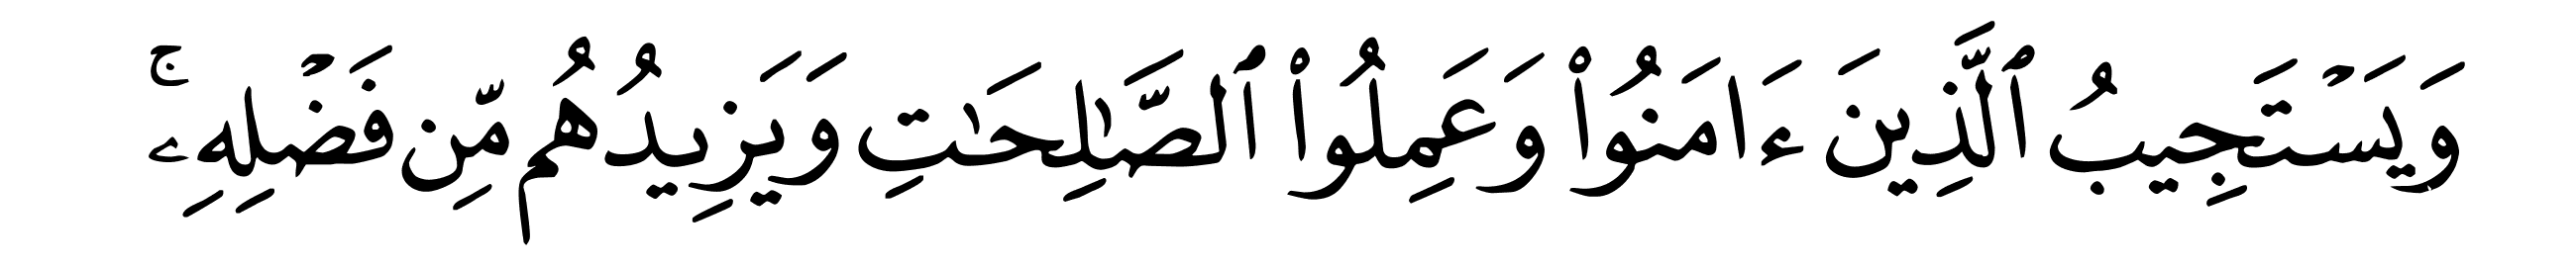 وَيَسۡتَجِيبُ ٱلَّذِينَ ءَامَنُواْ وَعَمِلُواْ ٱلصَّٰلِحَٰتِ وَيَزِيدُهُم مِّن فَضۡلِهِۦۚ